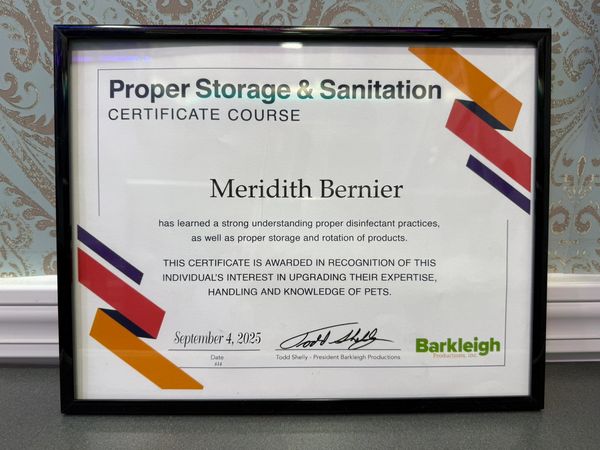 Proper Storage & Sanitation
CERTIFICATE COURSE
Meridith Bernier
has learned a strong understanding proper disinfectant practices,
as well as proper storage and rotation of products.
THIS CERTIFICATE IS AWARDED IN RECOGNITION OF THIS
INDIVIDUAL'S INTEREST IN UPGRADING THEIR EXPERTISE,
HANDLING AND KNOWLEDGE OF PETS.
September 4, 2025
Todd Shelly
Date
Todd Shelly - President Barkleigh Productions
Barkleigh
Productions, Inc.